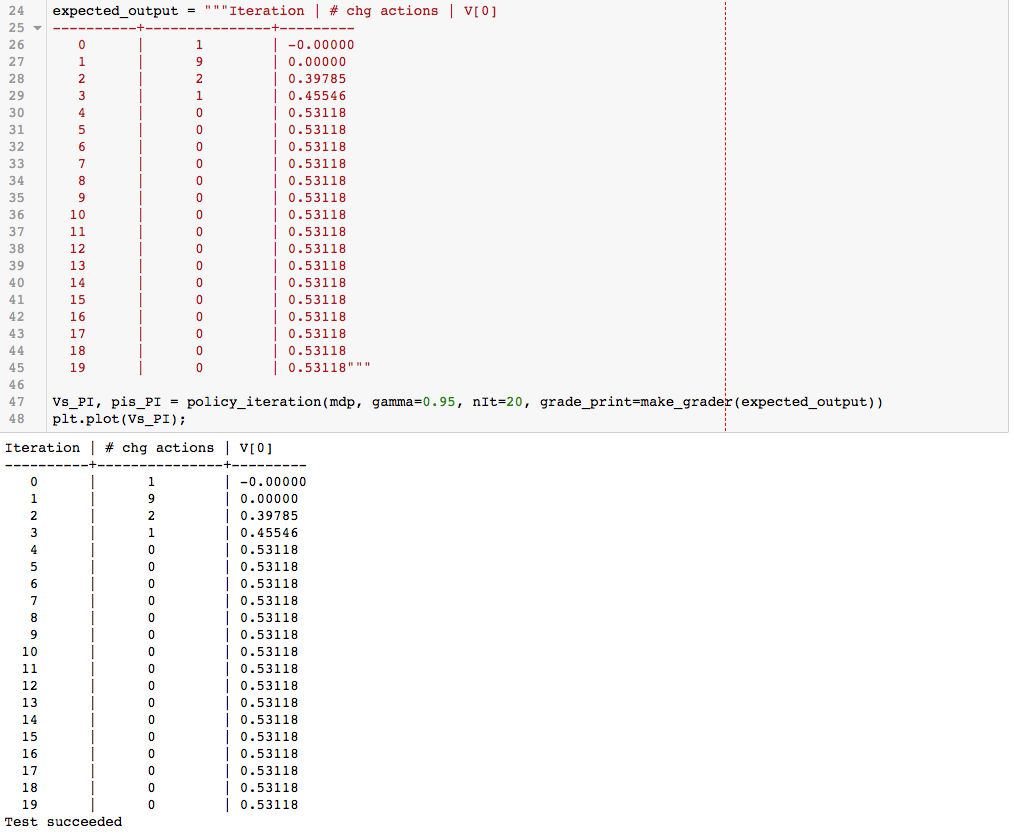 24 expected_output = """Iteration | # chg actions | V[0]
25 ----------+---------------+---------
26    0      |      1        | -0.00000
27    1      |      9        | 0.00000
28    2      |      2        | 0.39785
29    3      |      1        | 0.45546
30    4      |      0        | 0.53118
31    5      |      0        | 0.53118
32    6      |      0        | 0.53118
33    7      |      0        | 0.53118
34    8      |      0        | 0.53118
35    9      |      0        | 0.53118
36   10      |      0        | 0.53118
37   11      |      0        | 0.53118
38   12      |      0        | 0.53118
39   13      |      0        | 0.53118
40   14      |      0        | 0.53118
41   15      |      0        | 0.53118
42   16      |      0        | 0.53118
43   17      |      0        | 0.53118
44   18      |      0        | 0.53118
45   19      |      0        | 0.53118"""
46
47 Vs_PI, pis_PI = policy_iteration(mdp, gamma=0.95, nIt=20, grade_print=make_grader(expected_output))
48 plt.plot(Vs_PI);
Iteration | # chg actions | V[0]
----------+---------------+---------
   0      |      1        | -0.00000
   1      |      9        | 0.00000
   2      |      2        | 0.39785
   3      |      1        | 0.45546
   4      |      0        | 0.53118
   5      |      0        | 0.53118
   6      |      0        | 0.53118
   7      |      0        | 0.53118
   8      |      0        | 0.53118
   9      |      0        | 0.53118
  10      |      0        | 0.53118
  11      |      0        | 0.53118
  12      |      0        | 0.53118
  13      |      0        | 0.53118
  14      |      0        | 0.53118
  15      |      0        | 0.53118
  16      |      0        | 0.53118
  17      |      0        | 0.53118
  18      |      0        | 0.53118
  19      |      0        | 0.53118
Test succeeded